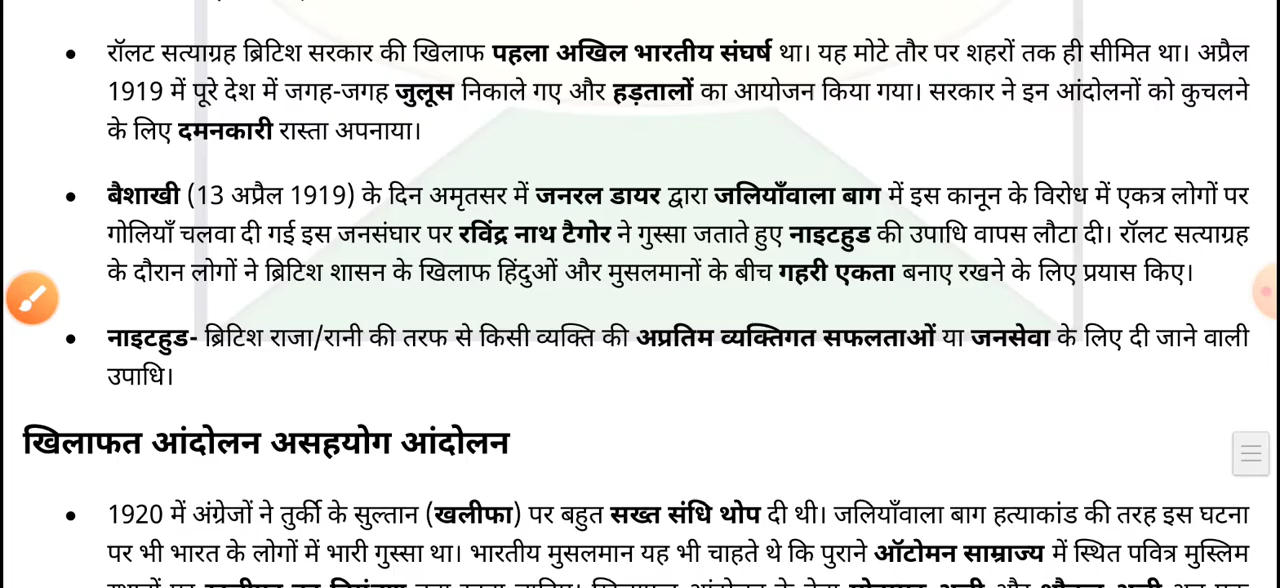 • रॉलट सत्याग्रह ब्रिटिश सरकार की खिलाफ पहला अखिल भारतीय संघर्ष था। यह मोटे तौर पर शहरों तक ही सीमित था। अप्रैल
1919 में पूरे देश में जगह-जगह जुलूस निकाले गए और हड़तालों का आयोजन किया गया। सरकार ने इन आंदोलनों को कुचलने
के लिए दमनकारी रास्ता अपनाया।
• बैशाखी (13 अप्रैल 1919) के दिन अमृतसर में जनरल डायर द्वारा जलियाँवाला बाग में इस कानून के विरोध में एकत्र लोगों पर
गोलियाँ चलवा दी गई इस जनसंघार पर रविंद्र नाथ टैगोर ने गुस्सा जताते हुए नाइटहुड की उपाधि वापस लौटा दी। रॉलट सत्याग्रह
के दौरान लोगों ने ब्रिटिश शासन के खिलाफ हिंदुओं और मुसलमानों के बीच गहरी एकता बनाए रखने के लिए प्रयास किए।
• नाइटहुड- ब्रिटिश राजा/रानी की तरफ से किसी व्यक्ति की अप्रतिम व्यक्तिगत सफलताओं या जनसेवा के लिए दी जाने वाली
उपाधि।
खिलाफत आंदोलन असहयोग आंदोलन
• 1920 में अंग्रेजों ने तुर्की के सुल्तान (खलीफा) पर बहुत सख्त संधि थोप दी थी। जलियाँवाला बाग हत्याकांड की तरह इस घटना
पर भी भारत के लोगों में भारी गुस्सा था। भारतीय मुसलमान यह भी चाहते थे कि पुराने ऑटोमन साम्राज्य में स्थित पवित्र मुस्लिम